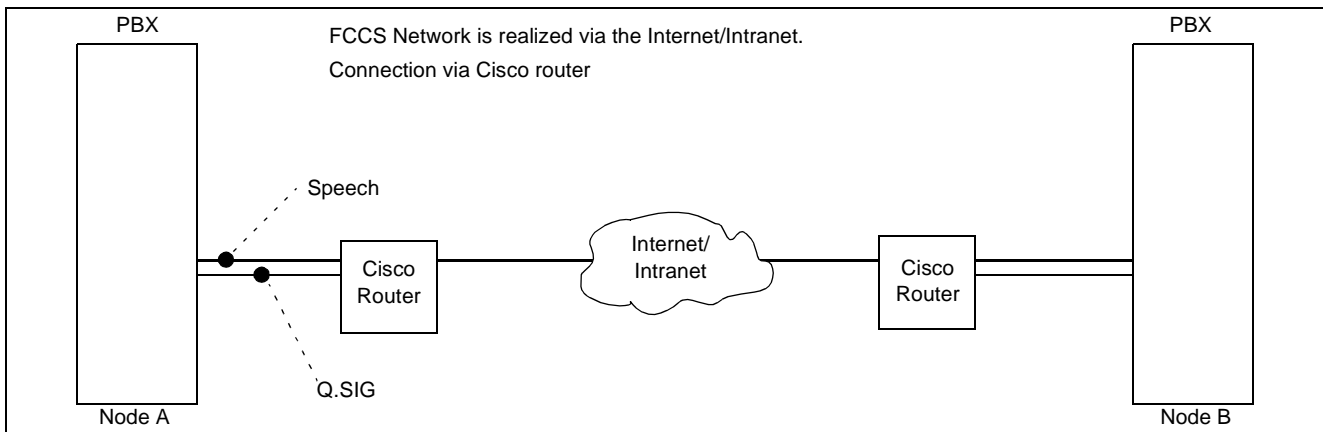 PBX
FCCS Network is realized via the Internet/Intranet.
Connection via Cisco router
PBX
Speech
Internet/
Intranet
Cisco
Router
Cisco
Router
Q.SIG
Node A
Node B